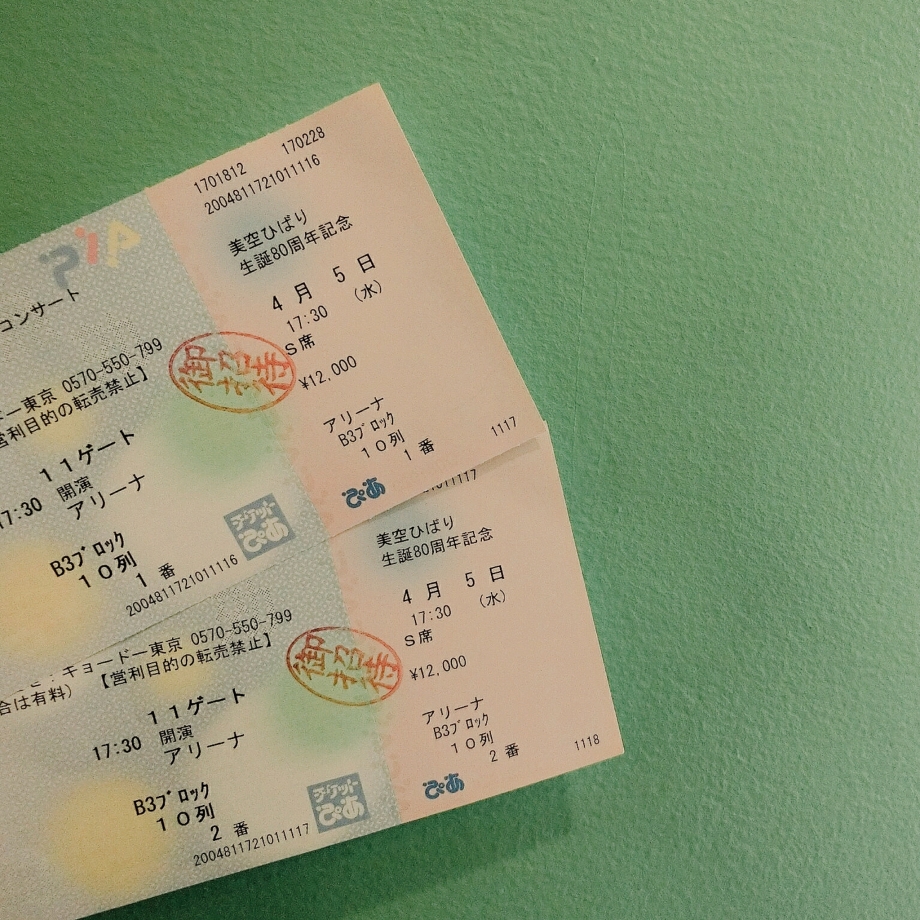 1701812 170228
2004811721011116
美空ひばり
生誕80周年記念
4月 5日
17:30 (水)
S席
¥12,000
アリーナ
B3ブロック
10列
1番
1117
ぴあ
コンサート
ー東京 0570-550-799
営利目的の転売禁止】
御招待
11ゲート
17:30 開演
アリーナ
B3ブロック
10列
1番
2004811721011116
チケット
ぴあ
美空ひばり
生誕80周年記念
4月 5日
17:30 (水)
S席
¥12,000
アリーナ
B3ブロック
10列
2番
1118
ぴあ
キョードー東京 0570-550-799
合は有料) 【営利目的の転売禁止】
御招待
11ゲート
17:30 開演
アリーナ
B3ブロック
10列
2番
2004811721011117
チケット
ぴあ